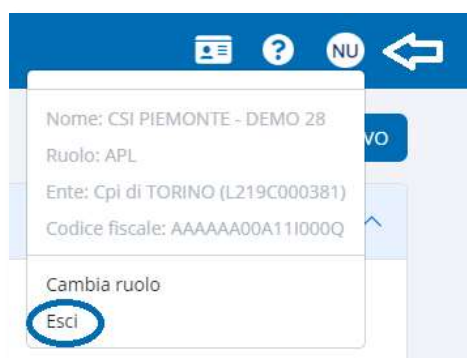 NU
Nome: CSI PIEMONTE - DEMO 28
Ruolo: APL
VO
Ente: Cpi di TORINO (L219C000381)
Codice fiscale: AAAAAA00A11I000Q
Cambia ruolo
Esci